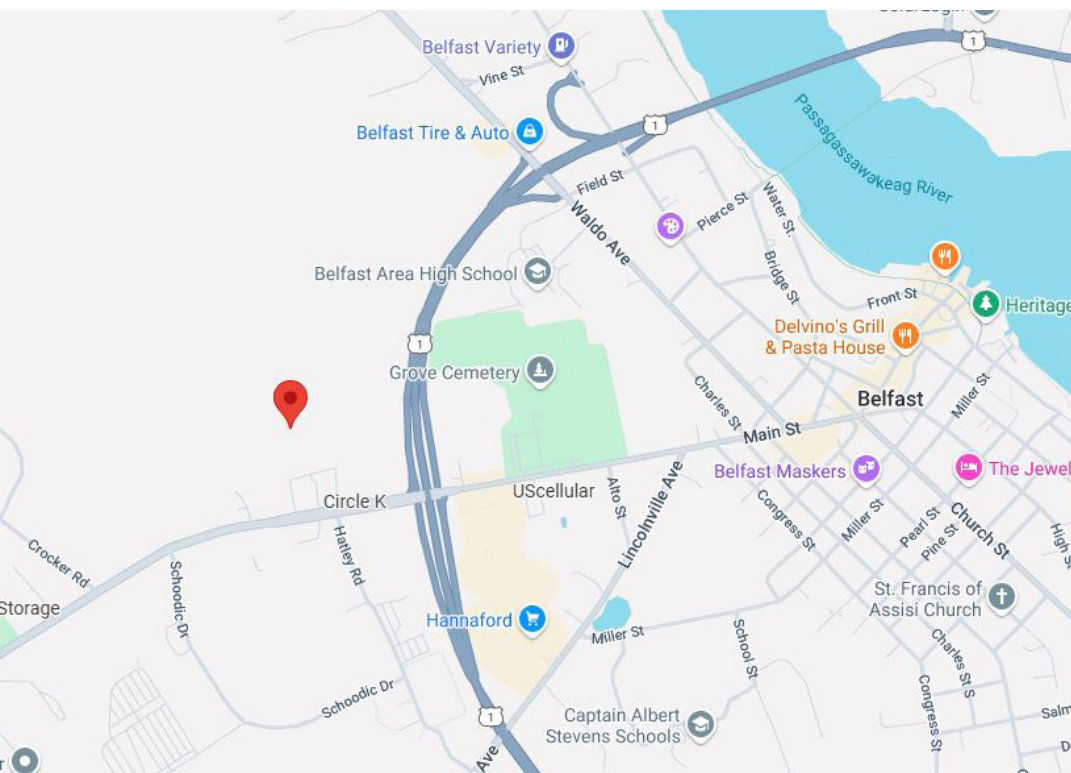 Belfast Variety
1
Vine St
Belfast Tire & Auto
1
Passagassawakeag River
Field St
Water St.
Pierce St
Waldo Ave
Belfast Area High School
Bridge St
Front St
Heritage
Delvino's Grill
& Pasta House
1
Grove Cemetery
Charles St
Miller St
Belfast
Main St
Belfast Maskers
The Jewel
UScellular
Circle K
Alto St
Lincolnville Ave
Congress St
Miller St
Pearl St
Pine St
Church St
High St
Crocker Rd
Hatley Rd
Schoodic Dr
Storage
St. Francis of
Assisi Church
Hannaford
Miller St
School St
Charles St S
Schoodic Dr
Congress St
1
Captain Albert
Stevens Schools
Ave